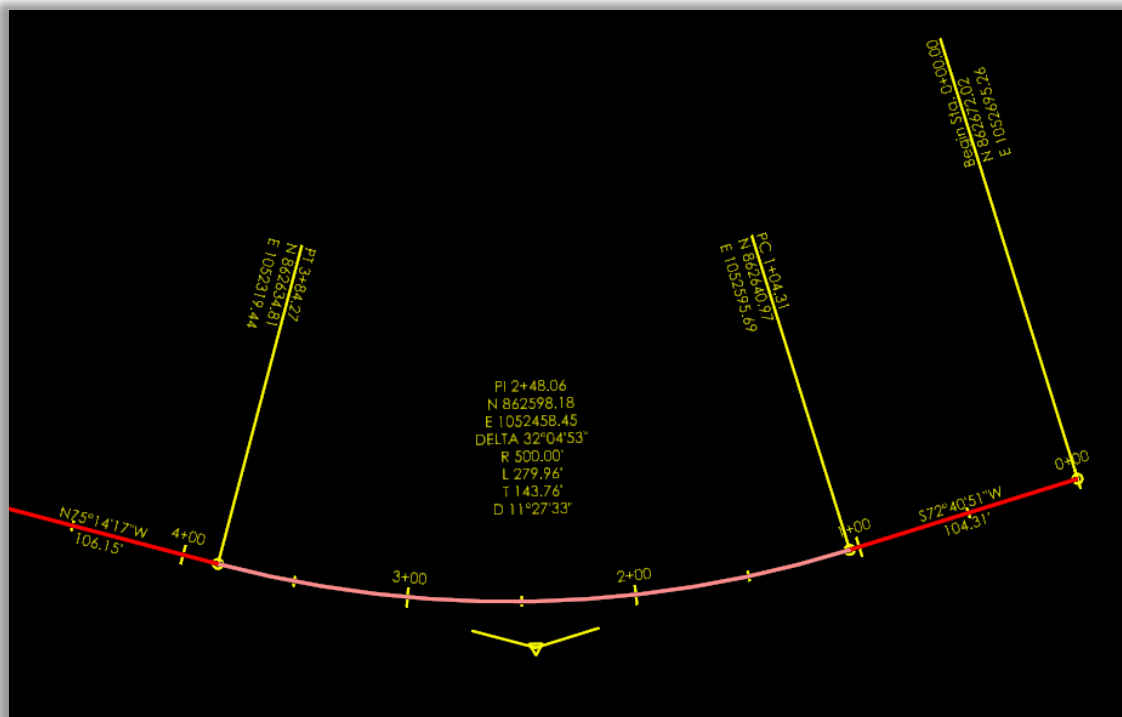 Begin Sta. 0+00.00
N 862672.02
E 1052695.26
PC 1+04.31
N 862640.97
E 1052595.69
PT 3+84.27
N 862634.81
E 1052319.44
PI 2+48.06
N 862598.18
E 1052458.45
DELTA 32°04'53"
R 500.00'
L 279.96'
T 143.76'
D 11°27'33"
0+00
S72°40'51"W
104.31'
1+00
2+00
3+00
4+00
N75°14'17"W
106.15'